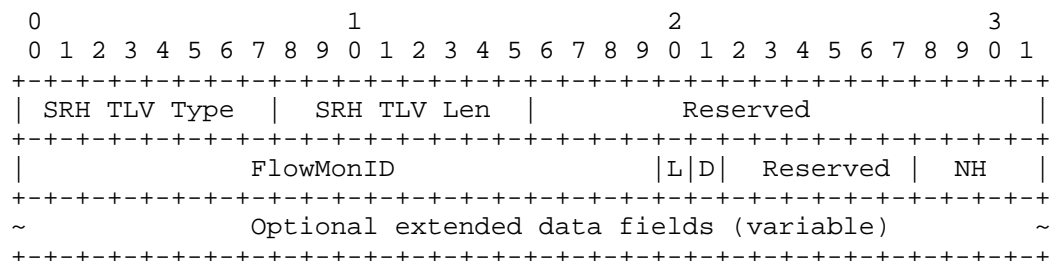 0                   1                   2                   3
 0 1 2 3 4 5 6 7 8 9 0 1 2 3 4 5 6 7 8 9 0 1 2 3 4 5 6 7 8 9 0 1
+-+-+-+-+-+-+-+-+-+-+-+-+-+-+-+-+-+-+-+-+-+-+-+-+-+-+-+-+-+-+-+-+
| SRH TLV Type  |  SRH TLV Len  |         Reserved              |
+-+-+-+-+-+-+-+-+-+-+-+-+-+-+-+-+-+-+-+-+-+-+-+-+-+-+-+-+-+-+-+-+
|              FlowMonID                |L|D|  Reserved |  NH   |
+-+-+-+-+-+-+-+-+-+-+-+-+-+-+-+-+-+-+-+-+-+-+-+-+-+-+-+-+-+-+-+-+
~              Optional extended data fields (variable)         ~
+-+-+-+-+-+-+-+-+-+-+-+-+-+-+-+-+-+-+-+-+-+-+-+-+-+-+-+-+-+-+-+-+